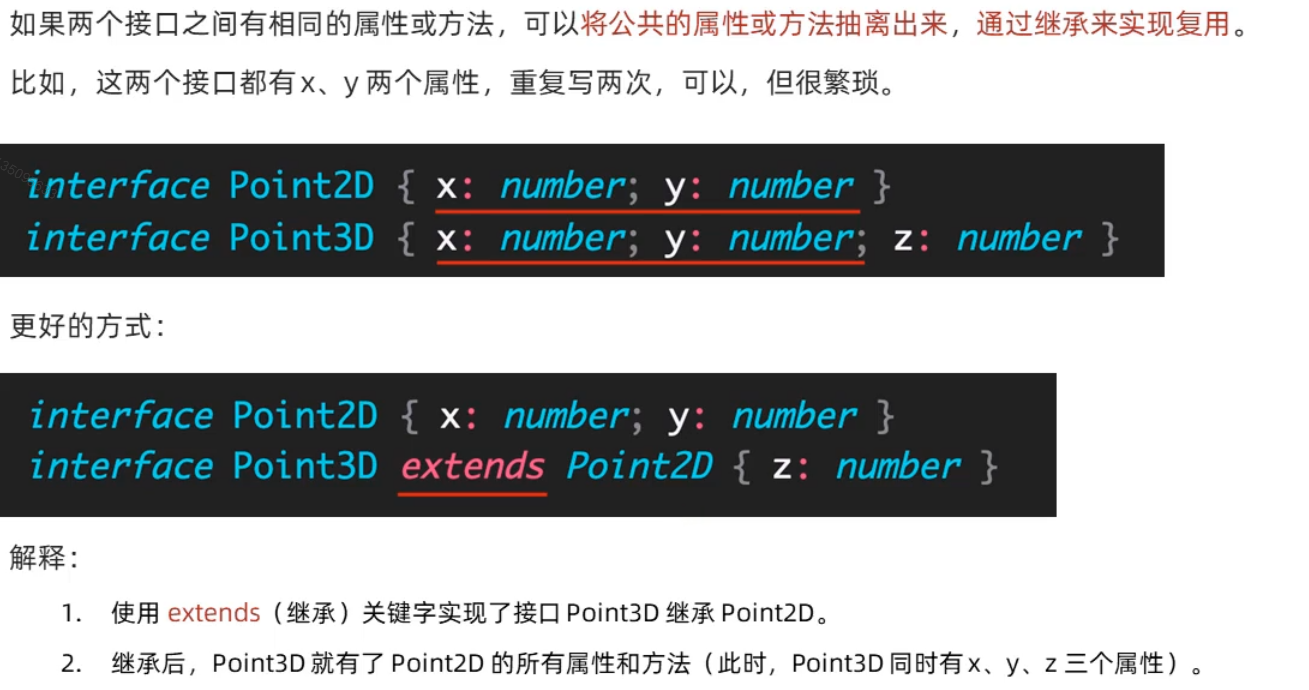 如果两个接口之间有相同的属性或方法，可以将公共的属性或方法抽离出来，通过继承来实现复用。
比如，这两个接口都有 x、y 两个属性，重复写两次，可以，但很繁琐。
interface Point2D { x: number; y: number }
interface Point3D { x: number; y: number; z: number }
更好的方式：
interface Point2D { x: number; y: number }
interface Point3D extends Point2D { z: number }
解释：
1. 使用 extends（继承）关键字实现了接口 Point3D 继承 Point2D。
2. 继承后，Point3D 就有了 Point2D 的所有属性和方法（此时，Point3D 同时有 x、y、z 三个属性）。